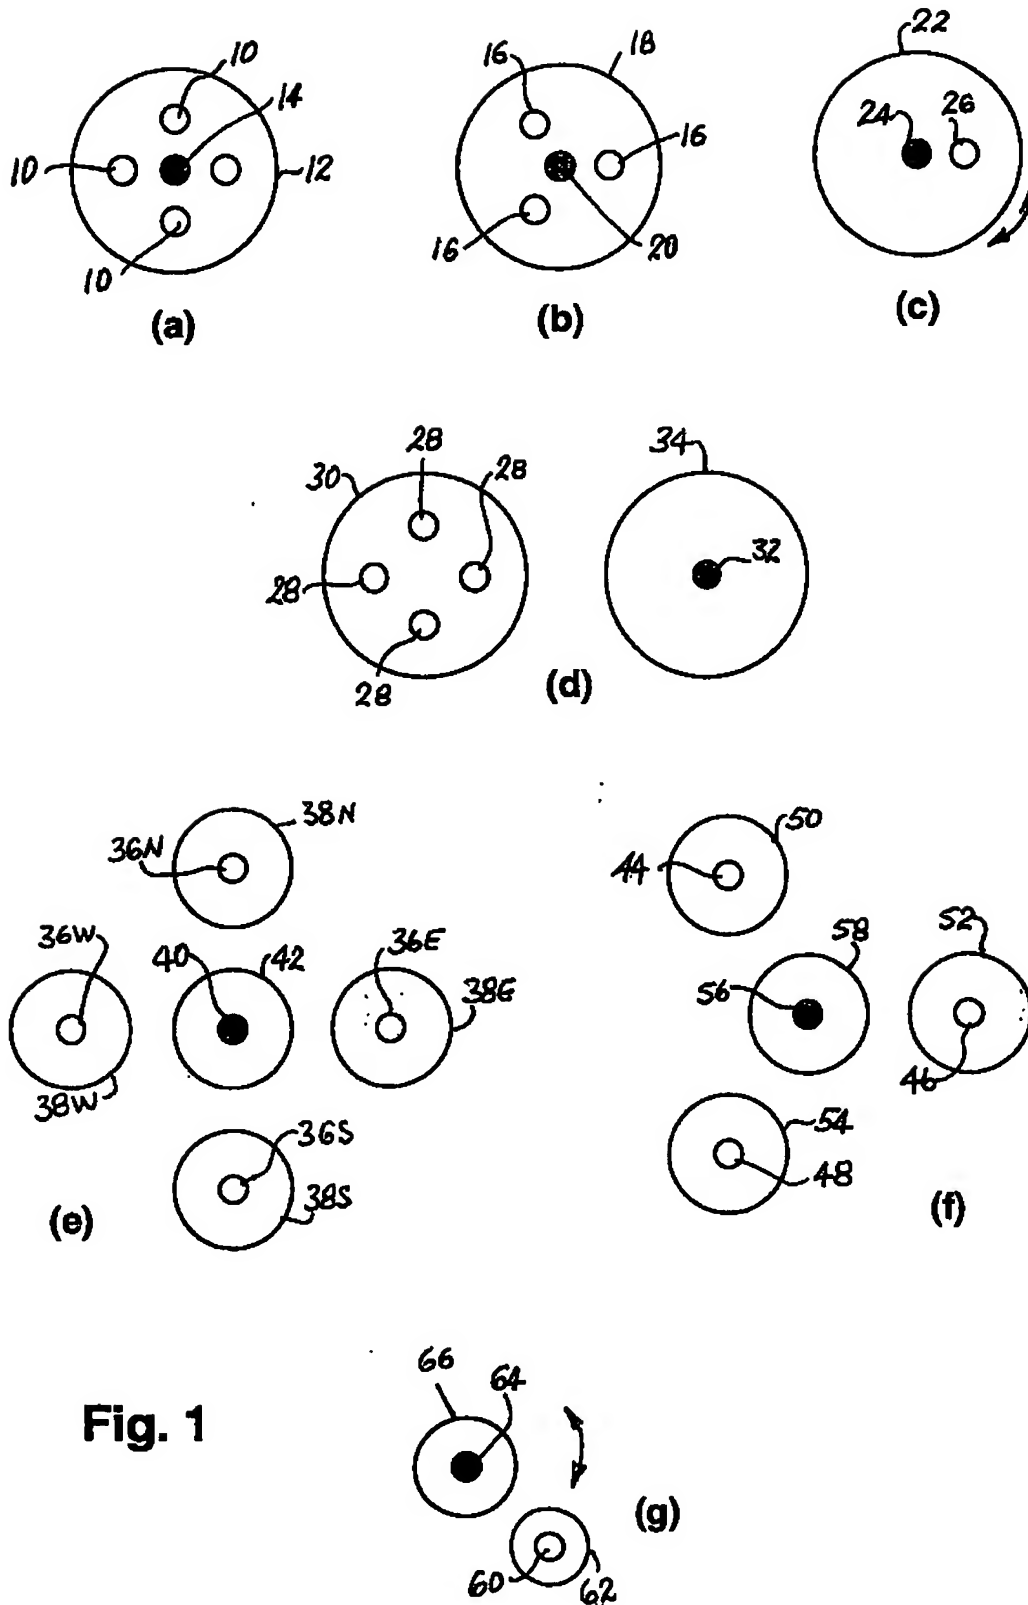 10 10 14 12 10
(a)
16 18 16 16 20
(b)
22 24 26
(c)
30 28 28 28 28 34 32
(d)
38N 36N 36W 40 42 36E 38E 38W 36S 38S
(e)
50 44 58 52 56 46 54 48
(f)
66 64 60 62
(g)
Fig. 1